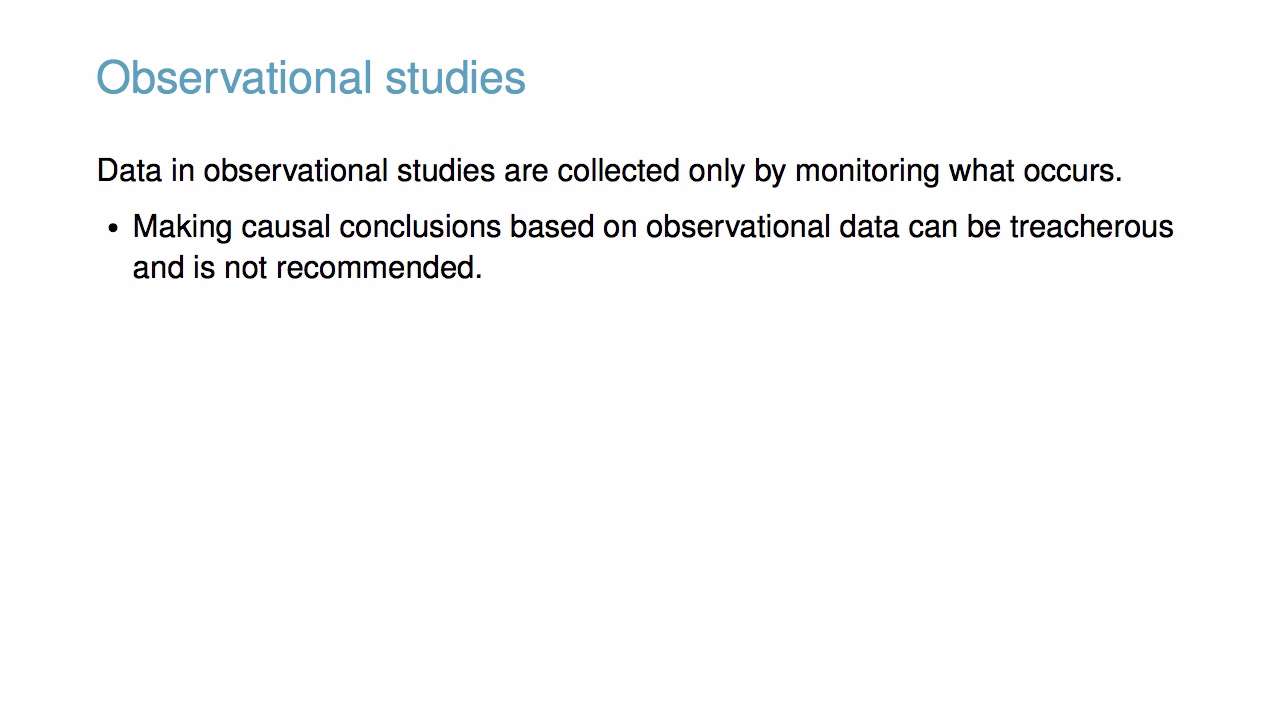 Observational studies
Data in observational studies are collected only by monitoring what occurs.
• Making causal conclusions based on observational data can be treacherous
and is not recommended.